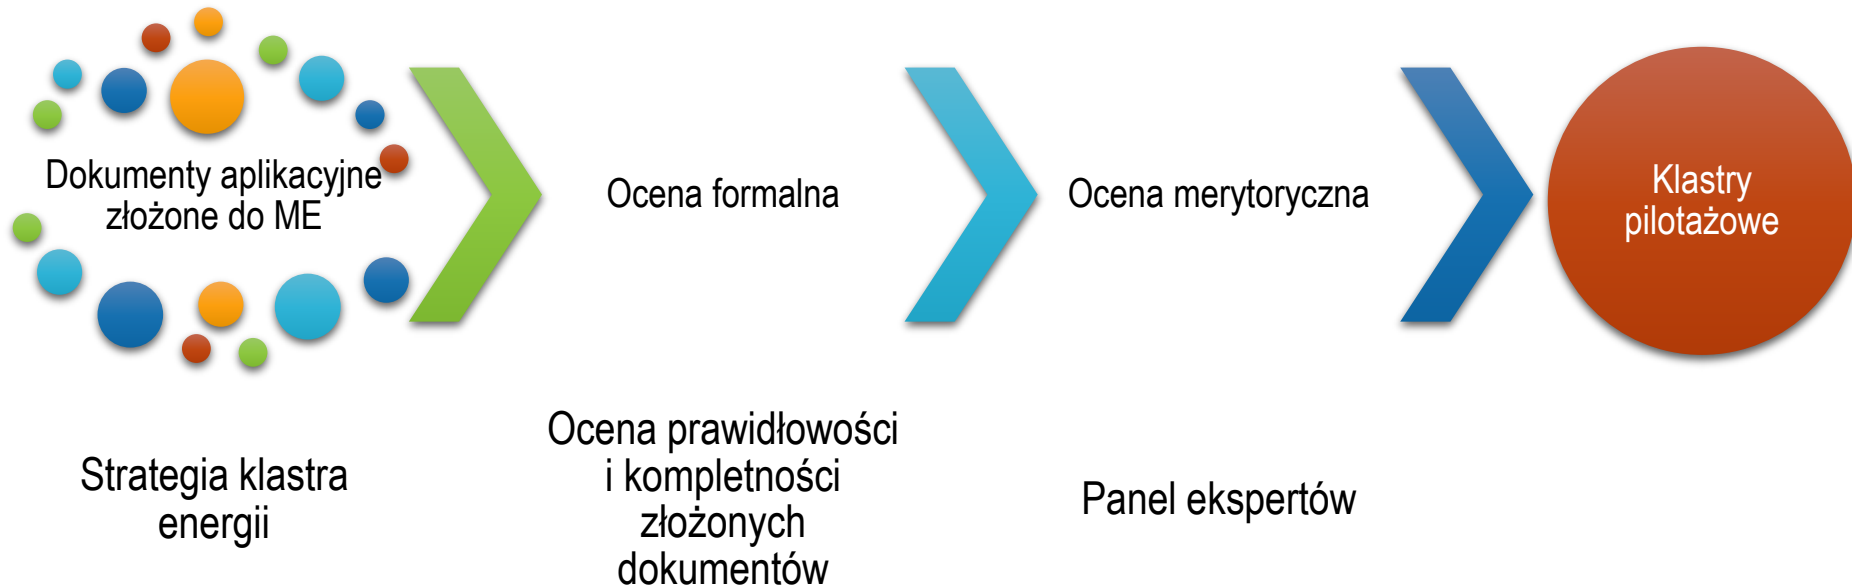 Dokumenty aplikacyjne
złożone do ME
Ocena formalna
Ocena merytoryczna
Klastry
pilotażowe
Strategia klastra
energii
Ocena prawidłowości
i kompletności
złożonych
dokumentów
Panel ekspertów